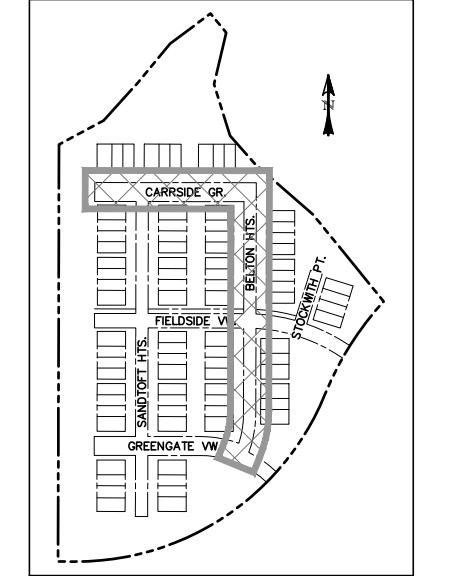 N
CARRSIDE GR.
BELTON HTS.
STOCKWITH PT.
FIELDSIDE VW.
SANDTOFT HTS.
GREENGATE VW.